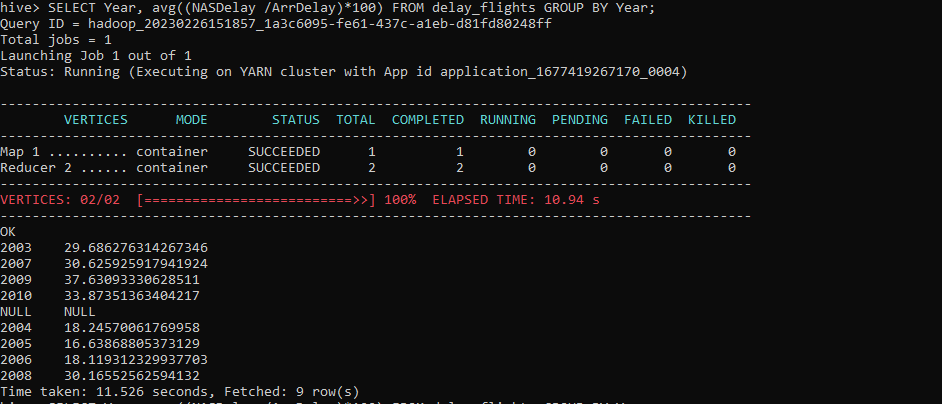 hive> SELECT Year, avg((NASDelay /ArrDelay)*100) FROM delay_flights GROUP BY Year;
Query ID = hadoop_20230226151857_1a3c6095-fe61-437c-a1eb-d81fd80248ff
Total jobs = 1
Launching Job 1 out of 1
Status: Running (Executing on YARN cluster with App id application_1677419267170_0004)
----------------------------------------------------------------------------------------------
VERTICES MODE STATUS TOTAL COMPLETED RUNNING PENDING FAILED KILLED
----------------------------------------------------------------------------------------------
Map 1 .......... container SUCCEEDED 1 1 0 0 0 0
Reducer 2 ...... container SUCCEEDED 2 2 0 0 0 0
----------------------------------------------------------------------------------------------
VERTICES: 02/02 [==========================>>] 100% ELAPSED TIME: 10.94 s
----------------------------------------------------------------------------------------------
OK
2003 29.686276314267346
2007 30.625925917941924
2009 37.63093330628511
2010 33.87351363404217
NULL NULL
2004 18.24570061769958
2005 16.63868805373129
2006 18.119312329937703
2008 30.16552562594132
Time taken: 11.526 seconds, Fetched: 9 row(s)